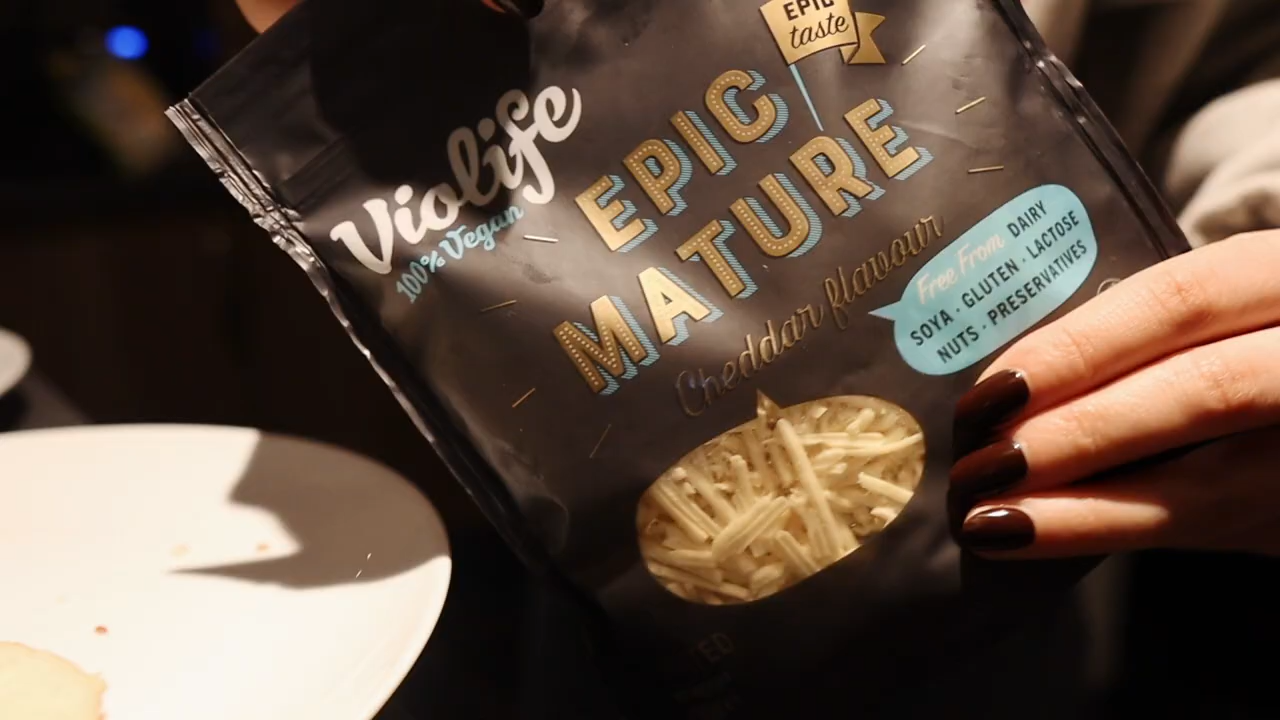 EPIC
taste
Violife
100% Vegan
EPIC
MATURE
Cheddar flavour
Free From DAIRY
SOYA · GLUTEN · LACTOSE
NUTS · PRESERVATIVES